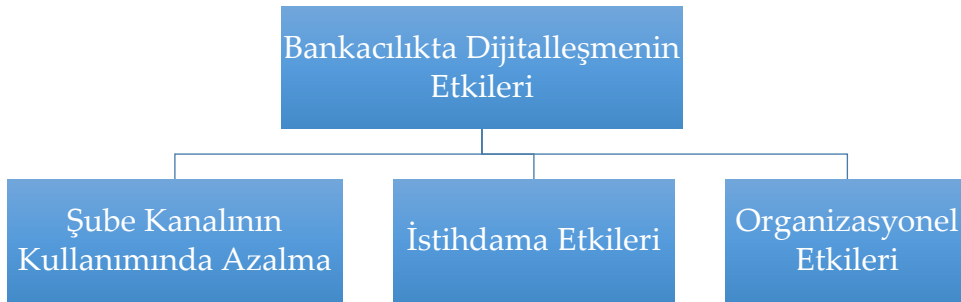 Bankacılıkta Dijitalleşmenin
Etkileri
Şube Kanalının
Kullanımında Azalma
İstihdama Etkileri
Organizasyonel
Etkileri